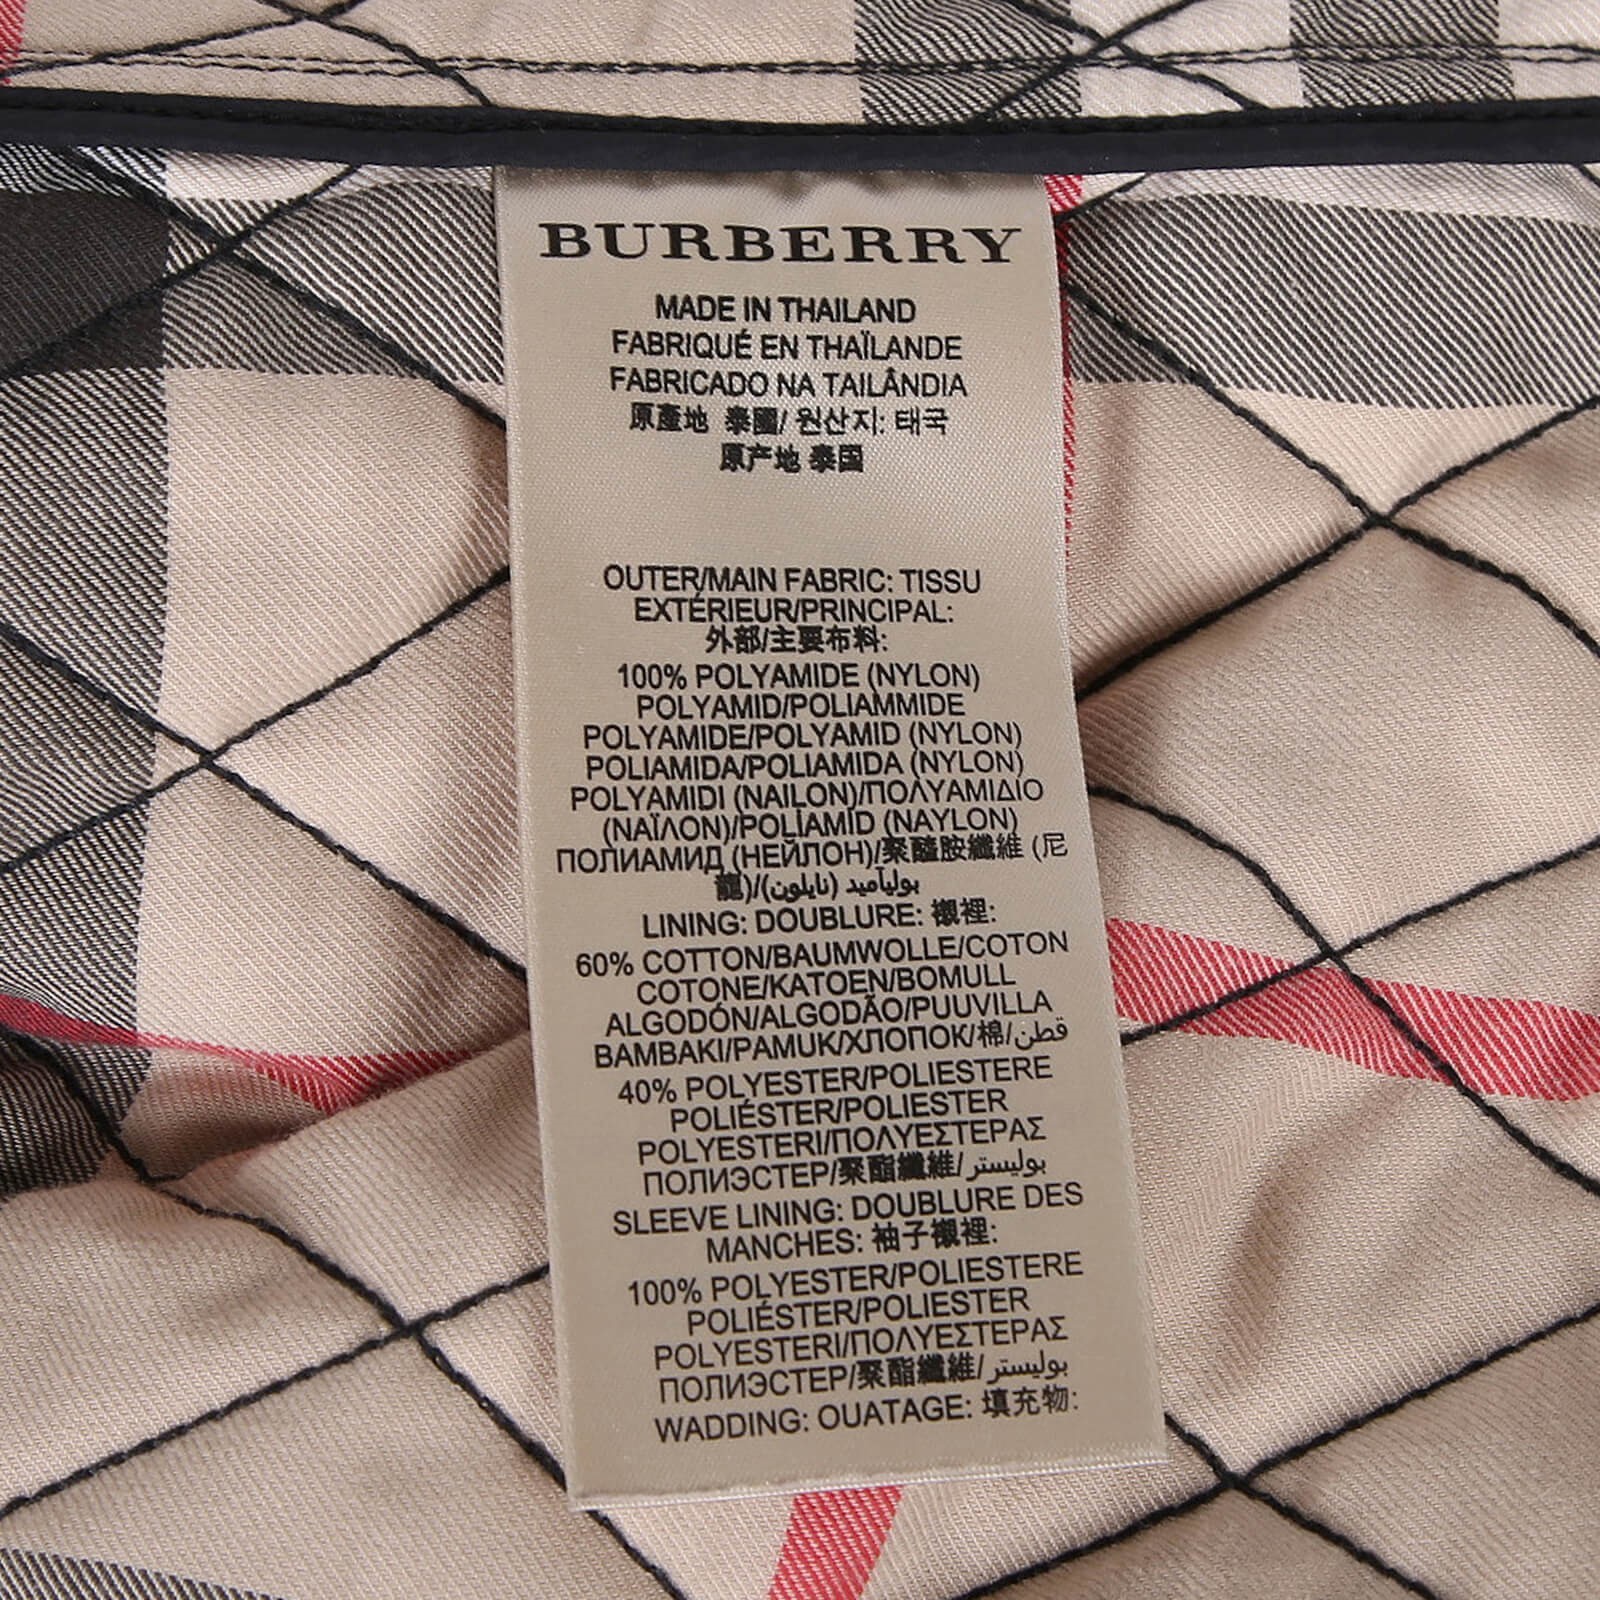 BURBERRY
MADE IN THAILAND
FABRIQUÉ EN THAÏLANDE
FABRICADO NA TAILÂNDIA
原產地 泰國/ 원산지: 태국
原产地 泰国
OUTER/MAIN FABRIC: TISSU
EXTÉRIEUR/PRINCIPAL:
外部/主要布料:
100% POLYAMIDE (NYLON)
POLYAMID/POLIAMMIDE
POLYAMIDE/POLYAMID (NYLON)
POLIAMIDA/POLIAMIDA (NYLON)
POLYAMIDI (NAILON)/ΠΟΛΥΑΜΙΔΙΟ
(ΝΑΪΛΟΝ)/POLİAMİD (NAYLON)
ПОЛИАМИД (НЕЙЛОН)/聚醯胺纖維 (尼
龍)/بولياميد (نايلون)
LINING: DOUBLURE: 襯裡:
60% COTTON/BAUMWOLLE/COTON
COTONE/KATOEN/BOMULL
ALGODÓN/ALGODÃO/PUUVILLA
BAMBAKI/PAMUK/ХЛОПОК/棉/قطن
40% POLYESTER/POLIESTERE
POLIÉSTER/POLIESTER
POLYESTERI/ΠΟΛΥΕΣΤΕΡΑΣ
ПОЛИЭСТЕР/聚酯纖維/بوليستر
SLEEVE LINING: DOUBLURE DES
MANCHES: 袖子襯裡:
100% POLYESTER/POLIESTERE
POLIÉSTER/POLIESTER
POLYESTERI/ΠΟΛΥΕΣΤΕΡΑΣ
ПОЛИЭСТЕР/聚酯纖維/بوليستر
WADDING: OUATAGE: 填充物: